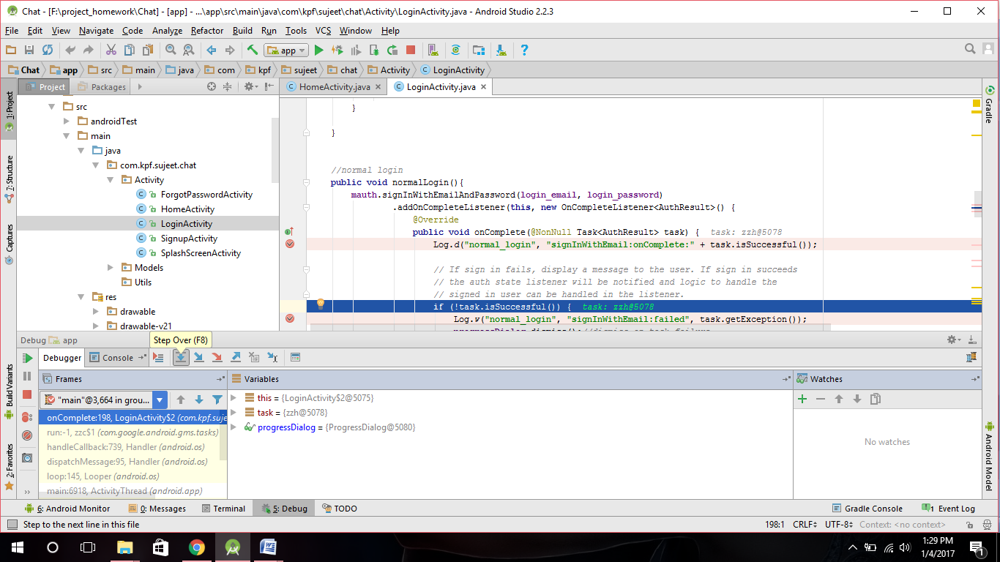 Chat - [F:\project_homework\Chat] - [app] - ...\app\src\main\java\com\kpf\sujeet\chat\Activity\LoginActivity.java - Android Studio 2.2.3
File Edit View Navigate Code Analyze Refactor Build Run Tools VCS Window Help
app
Chat app src main java com kpf sujeet chat Activity LoginActivity
Project Packages
HomeActivity.java LoginActivity.java
1: Project
7: Structure
Captures
Build Variants
2: Favorites
src
androidTest
main
java
com.kpf.sujeet.chat
Activity
ForgotPasswordActivity
HomeActivity
LoginActivity
SignupActivity
SplashScreenActivity
Models
Utils
res
drawable
drawable-v21
}
}
//normal login
public void normalLogin(){
mauth.signInWithEmailAndPassword(login_email, login_password)
.addOnCompleteListener(this, new OnCompleteListener<AuthResult>() {
@Override
public void onComplete(@NonNull Task<AuthResult> task) { task: zzh@5078
Log.d("normal_login", "signInWithEmail:onComplete:" + task.isSuccessful());
// If sign in fails, display a message to the user. If sign in succeeds
// the auth state listener will be notified and logic to handle the
// signed in user can be handled in the listener.
if (!task.isSuccessful()) { task: zzh@5078
Log.w("normal_login", "signInWithEmail:failed", task.getException());
progressDialog.dismiss();//dismiss on task failure
Gradle
Android Model
Debug app
Step Over (F8)
Debugger Console
Frames
Variables
Watches
"main"@3,664 in grou...
onComplete:198, LoginActivity$2 (com.kpf.suje
run:-1, zzc$1 (com.google.android.gms.tasks)
handleCallback:739, Handler (android.os)
dispatchMessage:95, Handler (android.os)
loop:145, Looper (android.os)
main:6918, ActivityThread (android.app)
this = {LoginActivity$2@5075}
task = {zzh@5078}
progressDialog = {ProgressDialog@5080}
No watches
6: Android Monitor 0: Messages Terminal 5: Debug TODO Gradle Console 1 Event Log
Step to the next line in this file 198:1 CRLF UTF-8 Context: <no context>
1:29 PM
1/4/2017
1